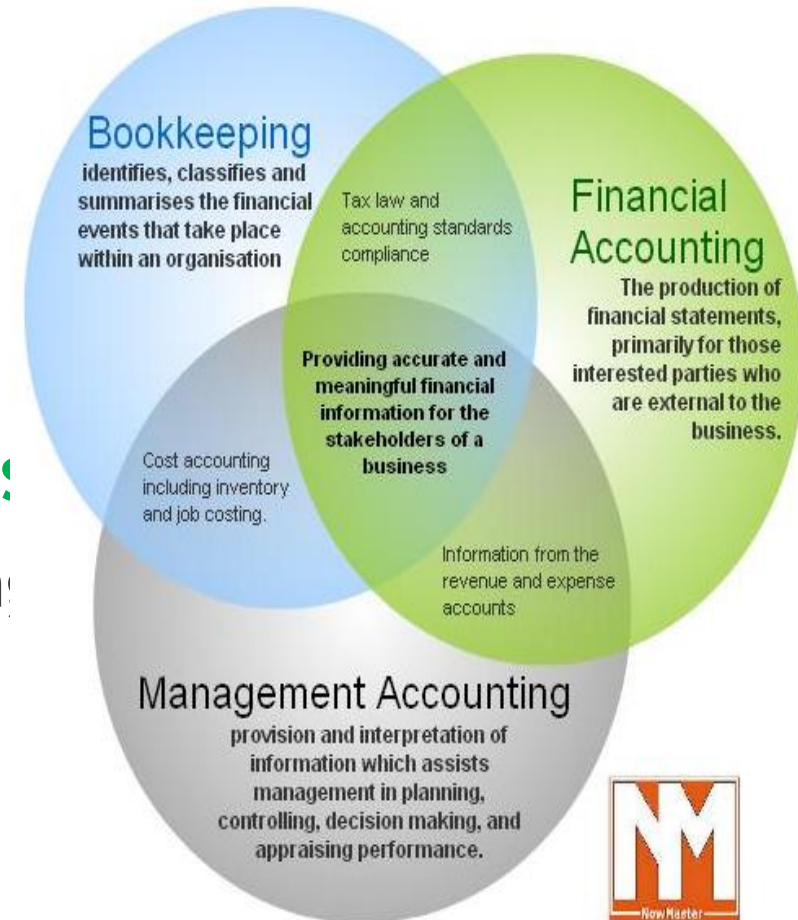 Bookkeeping
identifies, classifies and
summarises the financial
events that take place
within an organisation
Tax law and
accounting standards
compliance
Financial
Accounting
The production of
financial statements,
primarily for those
interested parties who
are external to the
business.
Providing accurate and
meaningful financial
information for the
stakeholders of a
business
Cost accounting
including inventory
and job costing.
Information from the
revenue and expense
accounts
Management Accounting
provision and interpretation of
information which assists
management in planning,
controlling, decision making, and
appraising performance.
NM
NowMaster